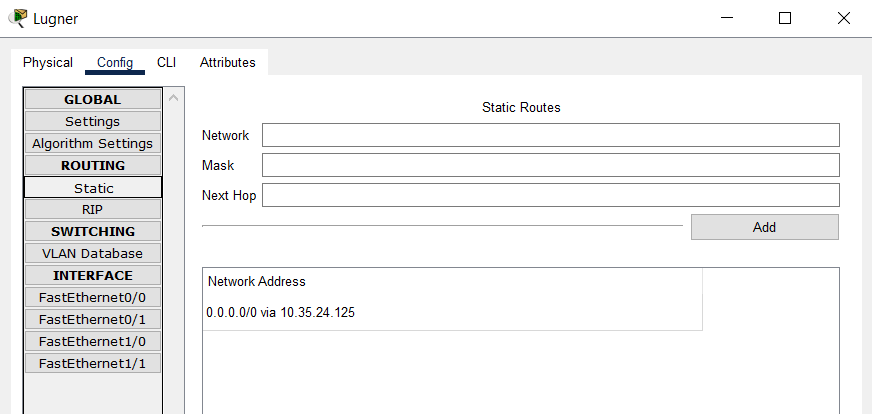 Lugner
Physical Config CLI Attributes
GLOBAL
Settings
Algorithm Settings
ROUTING
Static
RIP
SWITCHING
VLAN Database
INTERFACE
FastEthernet0/0
FastEthernet0/1
FastEthernet1/0
FastEthernet1/1
Static Routes
Network
Mask
Next Hop
Add
Network Address
0.0.0.0/0 via 10.35.24.125